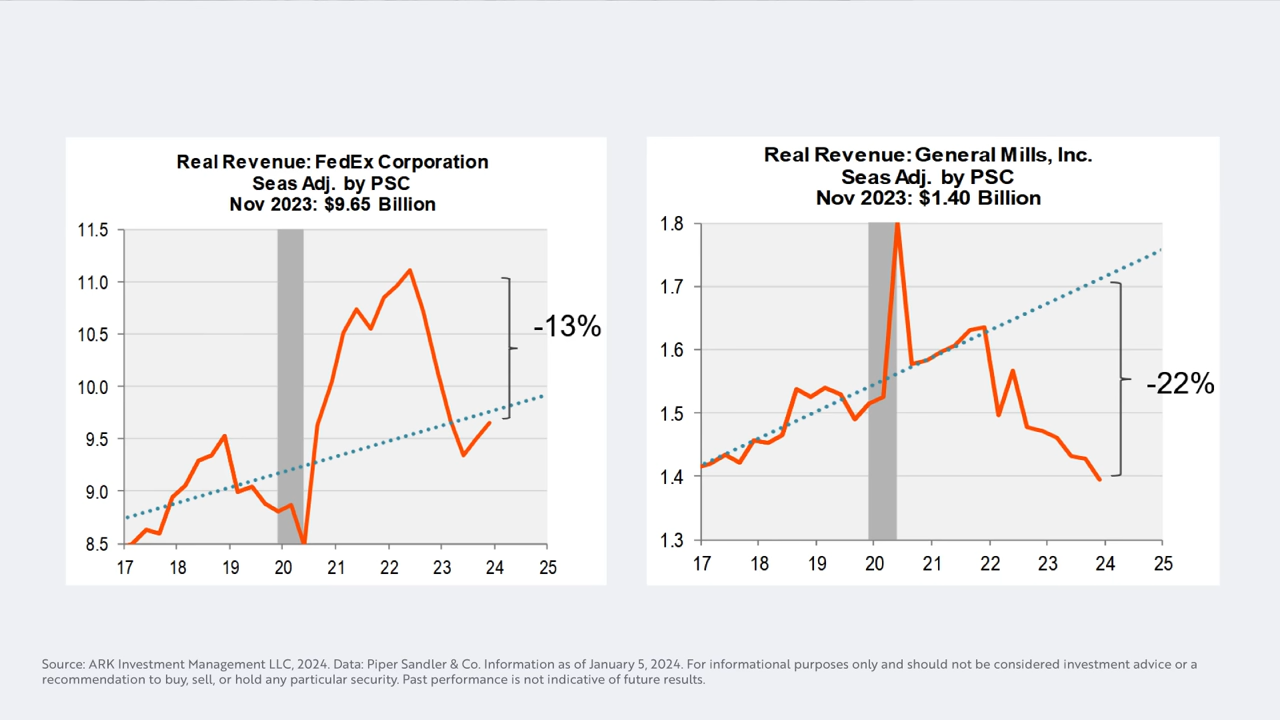 Real Revenue: FedEx Corporation
Seas Adj. by PSC
Nov 2023: $9.65 Billion
11.5
11.0
10.5
10.0
9.5
9.0
8.5
17 18 19 20 21 22 23 24 25
-13%
Real Revenue: General Mills, Inc.
Seas Adj. by PSC
Nov 2023: $1.40 Billion
1.8
1.7
1.6
1.5
1.4
1.3
17 18 19 20 21 22 23 24 25
-22%
Source: ARK Investment Management LLC, 2024. Data: Piper Sandler & Co. Information as of January 5, 2024. For informational purposes only and should not be considered investment advice or a
recommendation to buy, sell, or hold any particular security. Past performance is not indicative of future results.